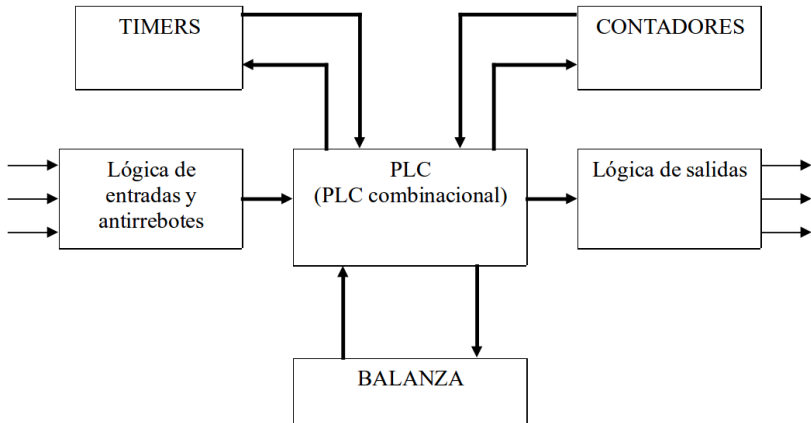 TIMERS
CONTADORES
Lógica de
entradas y
antirrebotes
PLC
(PLC combinacional)
Lógica de salidas
BALANZA